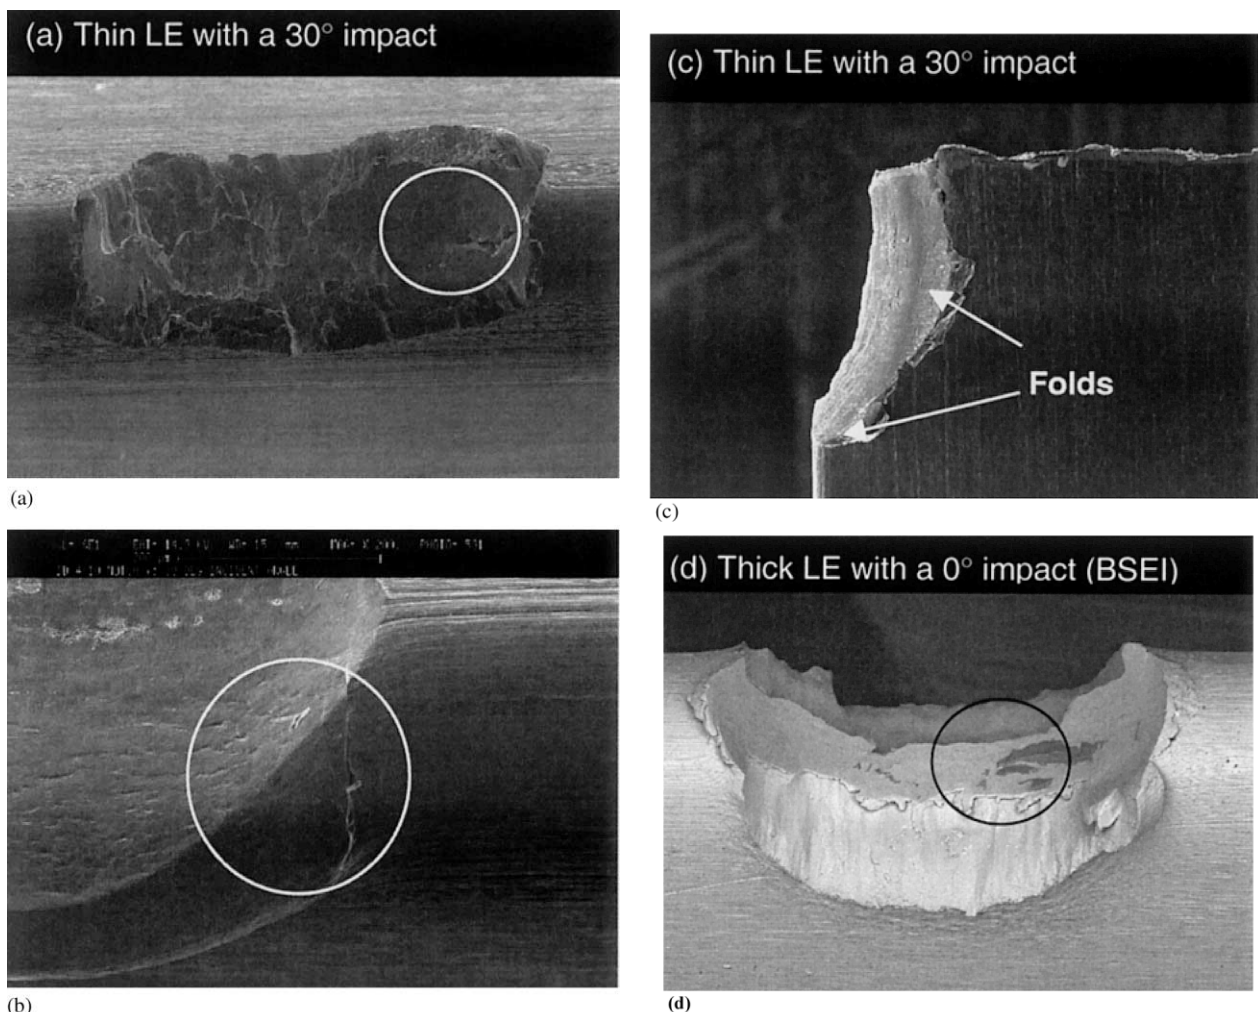 (a) Thin LE with a 30° impact
(a)
(b)
(c) Thin LE with a 30° impact
Folds
(c)
(d) Thick LE with a 0° impact (BSEI)
(d)